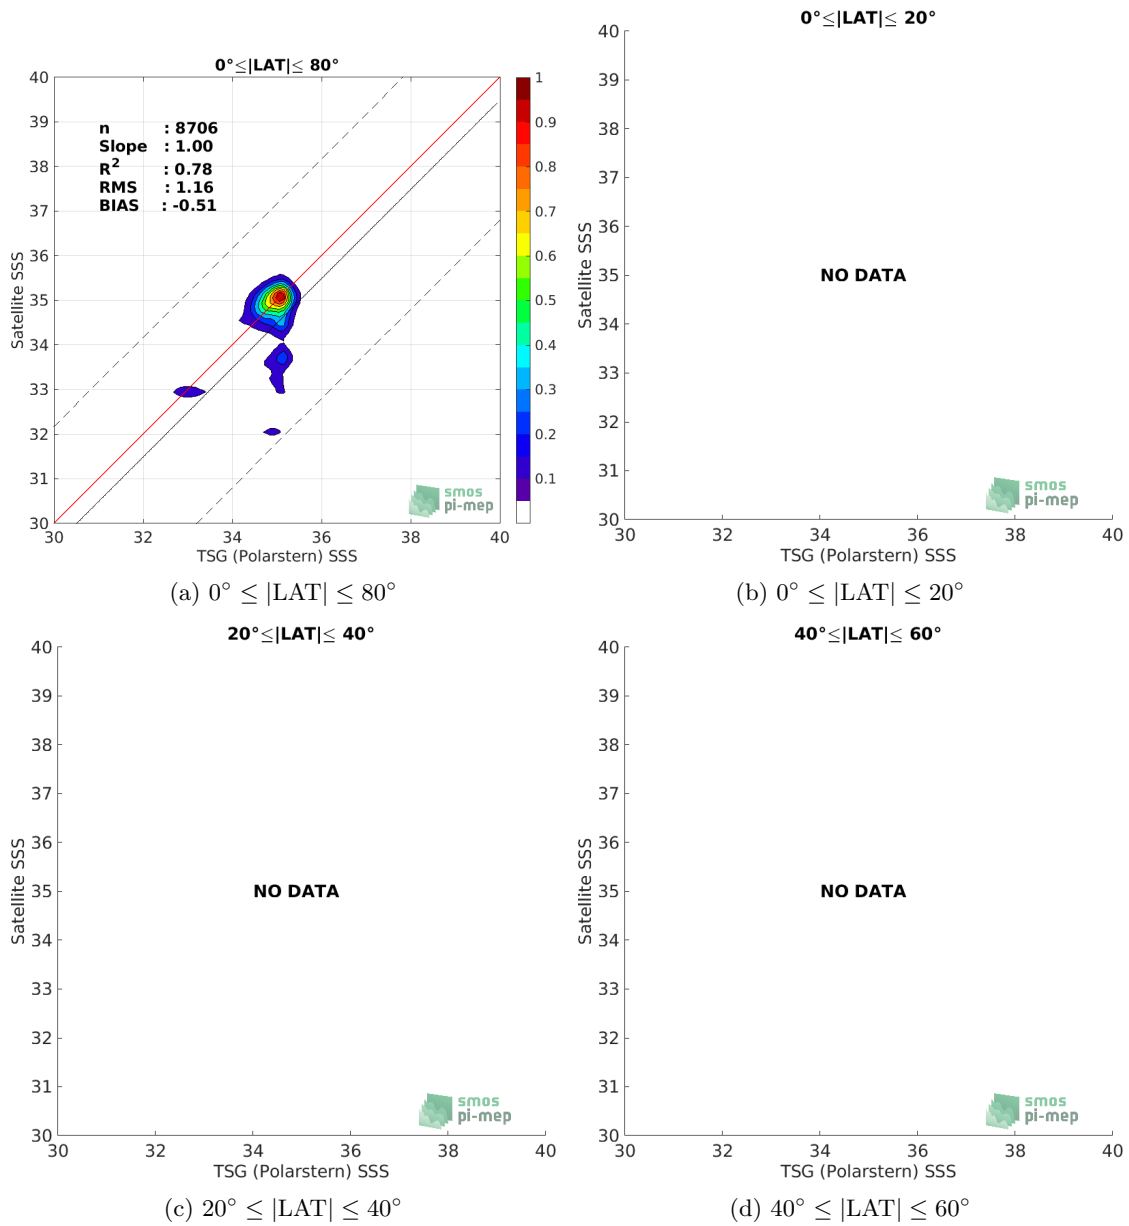 0°≤|LAT|≤ 80°
40
39
38
37
36
35
34
33
32
31
30
30
32
34
36
38
40
n : 8706
Slope : 1.00
R² : 0.78
RMS : 1.16
BIAS : -0.51
1
0.9
0.8
0.7
0.6
0.5
0.4
0.3
0.2
0.1
Satellite SSS
TSG (Polarstern) SSS
smos
pi-mep
(a) 0° ≤ |LAT| ≤ 80°
0°≤|LAT|≤ 20°
40
39
38
37
36
35
34
33
32
31
30
30
32
34
36
38
40
Satellite SSS
NO DATA
smos
pi-mep
TSG (Polarstern) SSS
(b) 0° ≤ |LAT| ≤ 20°
20°≤|LAT|≤ 40°
40
39
38
37
36
35
34
33
32
31
30
30
32
34
36
38
40
Satellite SSS
NO DATA
smos
pi-mep
TSG (Polarstern) SSS
(c) 20° ≤ |LAT| ≤ 40°
40°≤|LAT|≤ 60°
40
39
38
37
36
35
34
33
32
31
30
30
32
34
36
38
40
Satellite SSS
NO DATA
smos
pi-mep
TSG (Polarstern) SSS
(d) 40° ≤ |LAT| ≤ 60°